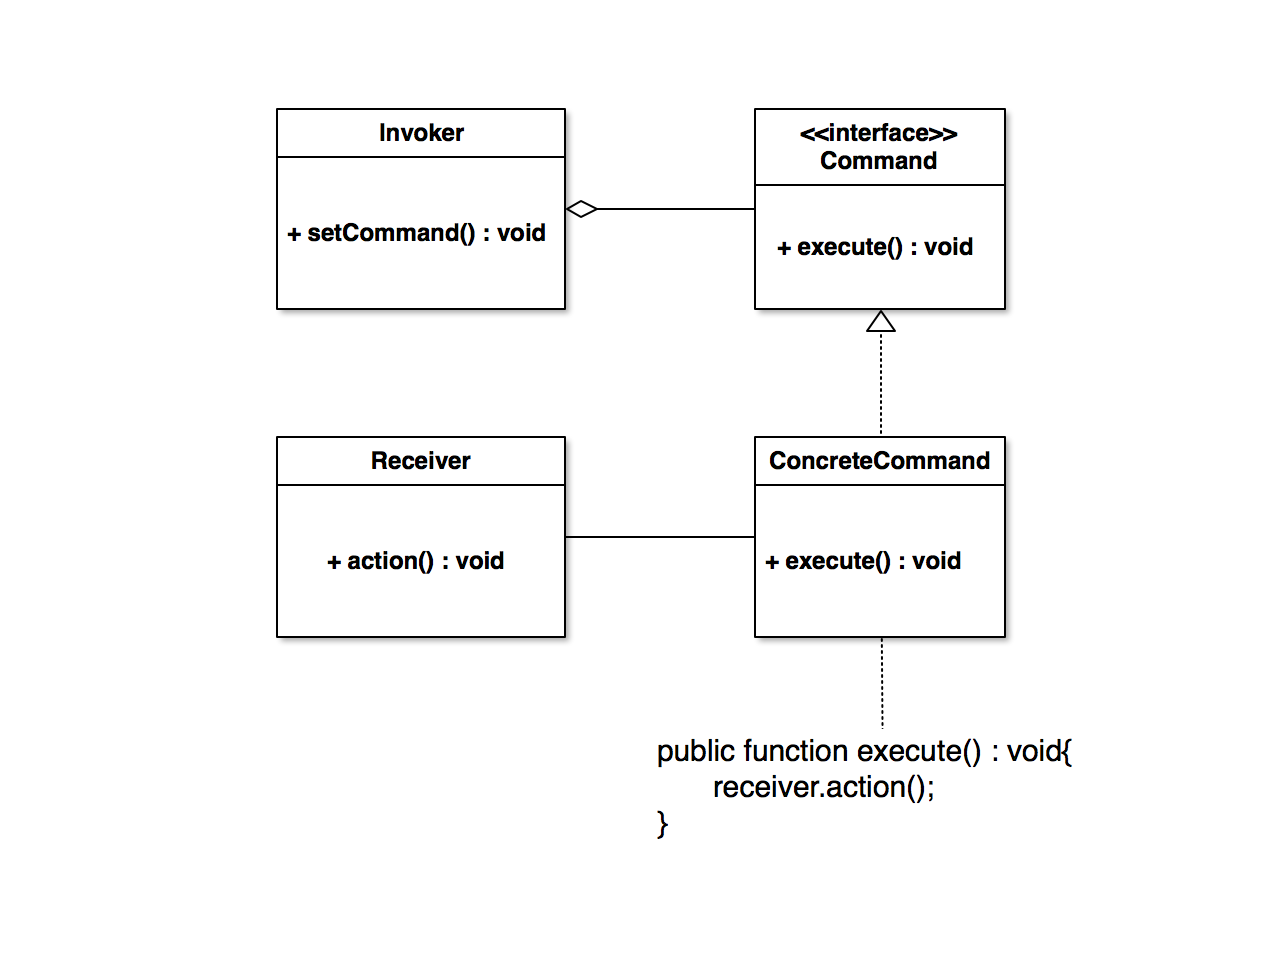 Invoker
+ setCommand() : void
<<interface>>
Command
+ execute() : void
Receiver
+ action() : void
ConcreteCommand
+ execute() : void
public function execute() : void{
receiver.action();
}